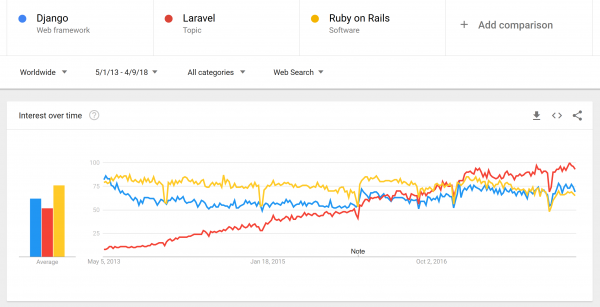 Django
Web framework
Laravel
Topic
Ruby on Rails
Software
+ Add comparison
Worldwide
5/1/13 - 4/9/18
All categories
Web Search
Interest over time ?
100
75
50
25
Average
Note
May 5, 2013
Jan 18, 2015
Oct 2, 2016